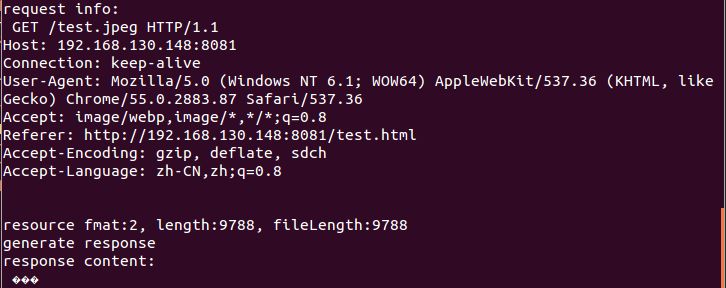 request info:
 GET /test.jpeg HTTP/1.1
Host: 192.168.130.148:8081
Connection: keep-alive
User-Agent: Mozilla/5.0 (Windows NT 6.1; WOW64) AppleWebKit/537.36 (KHTML, like
Gecko) Chrome/55.0.2883.87 Safari/537.36
Accept: image/webp,image/*,*/*;q=0.8
Referer: http://192.168.130.148:8081/test.html
Accept-Encoding: gzip, deflate, sdch
Accept-Language: zh-CN,zh;q=0.8
resource fmat:2, length:9788, fileLength:9788
generate response
response content:
 ���